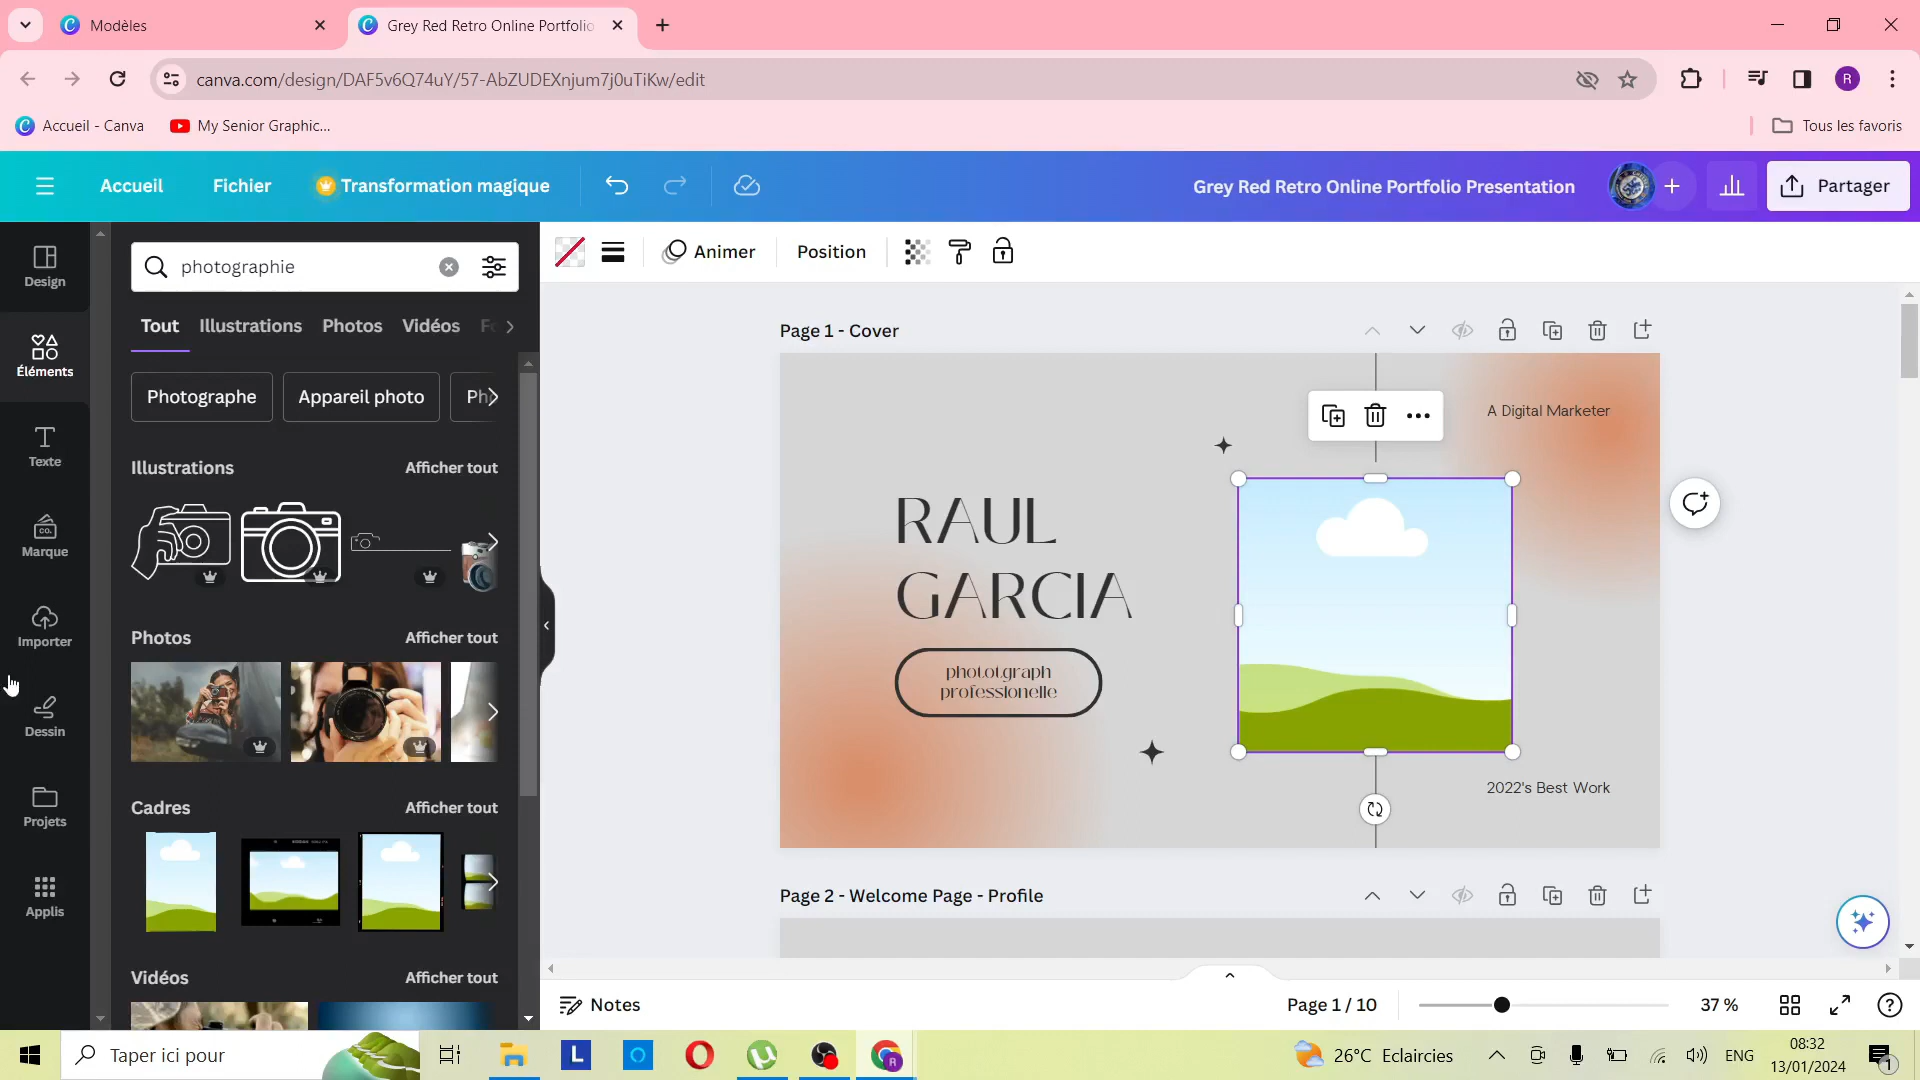 Modèles
Grey Red Retro Online Portfolio
canva.com/design/DAF5v6Q74uY/57-AbZUDEXnjum7j0uTiKw/edit
R
Accueil - Canva
My Senior Graphic...
Tous les favoris
Accueil
Fichier
Transformation magique
Grey Red Retro Online Portfolio Presentation
Partager
Design
Éléments
Texte
CO.
Marque
Importer
Dessin
Projets
Applis
photographie
Tout
Illustrations
Photos
Vidéos
Photographe
Appareil photo
Illustrations
Afficher tout
Photos
Afficher tout
Cadres
Afficher tout
Vidéos
Afficher tout
Animer
Position
Page 1 - Cover
A Digital Marketer
RAUL
GARCIA
phototgraph
professionelle
2022's Best Work
Page 2 - Welcome Page - Profile
Notes
Page 1 / 10
37 %
Taper ici pour
L
26°C Eclaircies
ENG
08:32
13/01/2024
1